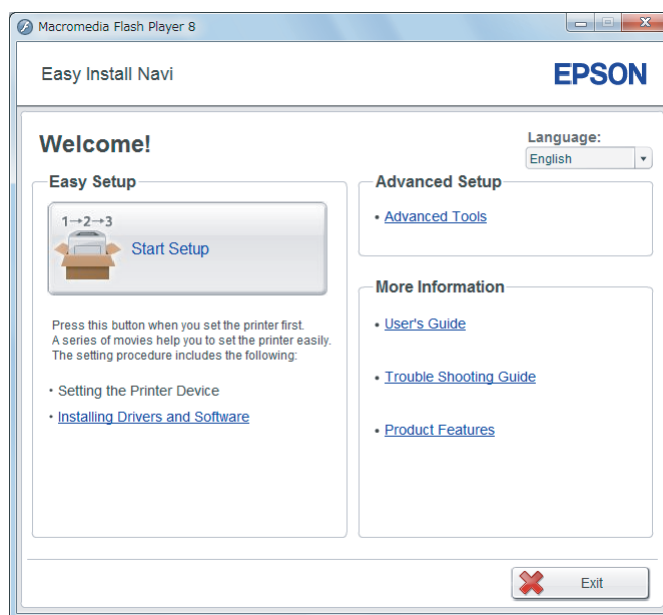 Macromedia Flash Player 8
Easy Install Navi
EPSON
Welcome!
Language:
English
Easy Setup
1→2→3
Start Setup
Press this button when you set the printer first.
A series of movies help you to set the printer easily.
The setting procedure includes the following:
・Setting the Printer Device
・Installing Drivers and Software
Advanced Setup
• Advanced Tools
More Information
• User's Guide
• Trouble Shooting Guide
• Product Features
Exit